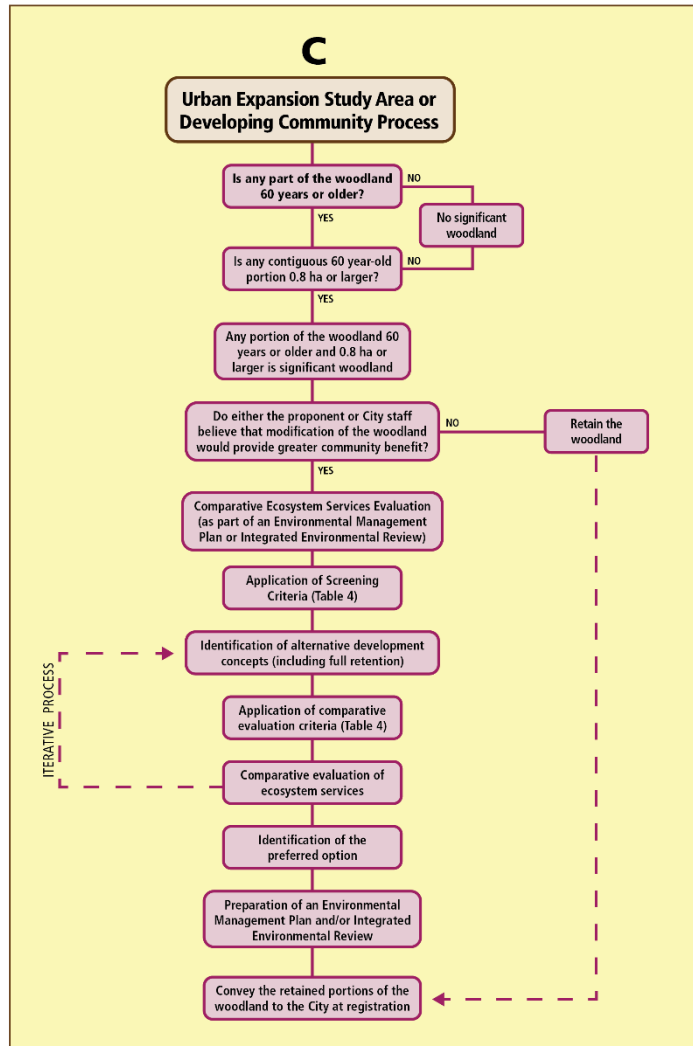 C
Urban Expansion Study Area or
Developing Community Process
Is any part of the woodland
60 years or older?
NO
No significant
woodland
YES
Is any contiguous 60 year-old
portion 0.8 ha or larger?
NO
YES
Any portion of the woodland 60
years or older and 0.8 ha or
larger is significant woodland
Do either the proponent or City staff
believe that modification of the woodland
would provide greater community benefit?
NO
Retain the
woodland
YES
Comparative Ecosystem Services Evaluation
(as part of an Environmental Management
Plan or Integrated Environmental Review)
Application of Screening
Criteria (Table 4)
Identification of alternative development
concepts (including full retention)
ITERATIVE PROCESS
Application of comparative
evaluation criteria (Table 4)
Comparative evaluation of
ecosystem services
Identification of the
preferred option
Preparation of an Environmental
Management Plan and/or Integrated
Environmental Review
Convey the retained portions of the
woodland to the City at registration